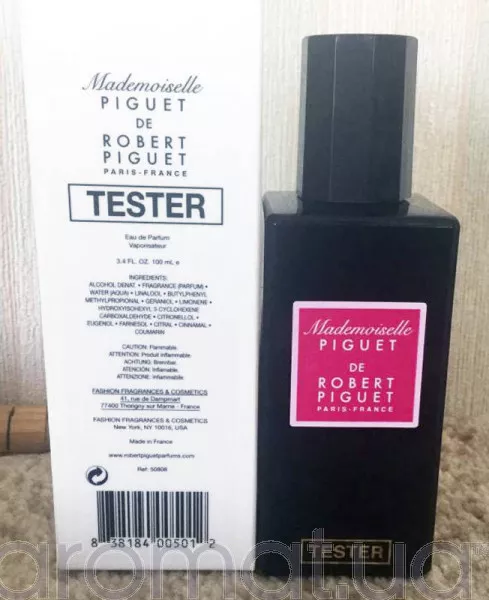 Mademoiselle
PIGUET
DE
ROBERT
PIGUET
PARIS-FRANCE
TESTER
Eau de Parfum
Vaporisateur
3.4 FL. OZ. 100 mL e
INGREDIENTS:
ALCOHOL DENAT. • FRAGRANCE (PARFUM) •
WATER (AQUA) • LINALOOL • BUTYLPHENYL
METHYLPROPIONAL • GERANIOL • LIMONENE •
HYDROXYISOHEXYL 3-CYCLOHEXENE
CARBOXALDEHYDE • CITRONELLOL •
EUGENOL • FARNESOL • CITRAL • CINNAMAL •
COUMARIN
CAUTION: Flammable.
ATTENTION: Produit inflammable.
ACHTUNG: Brennbar.
ATENCIÓN: Inflamable.
ATTENZIONE: Infiammabile.
FASHION FRAGRANCES & COSMETICS
41, rue de Dampmart
77400 Thorigny sur Marne - France
FASHION FRAGRANCES & COSMETICS
New York, NY 10016, USA
Made in France
www.robertpiguetparfums.com
Ref: 50808
8 38184 00501 2
Mademoiselle
PIGUET
DE
ROBERT
PIGUET
PARIS-FRANCE
TESTER
aromat.ua